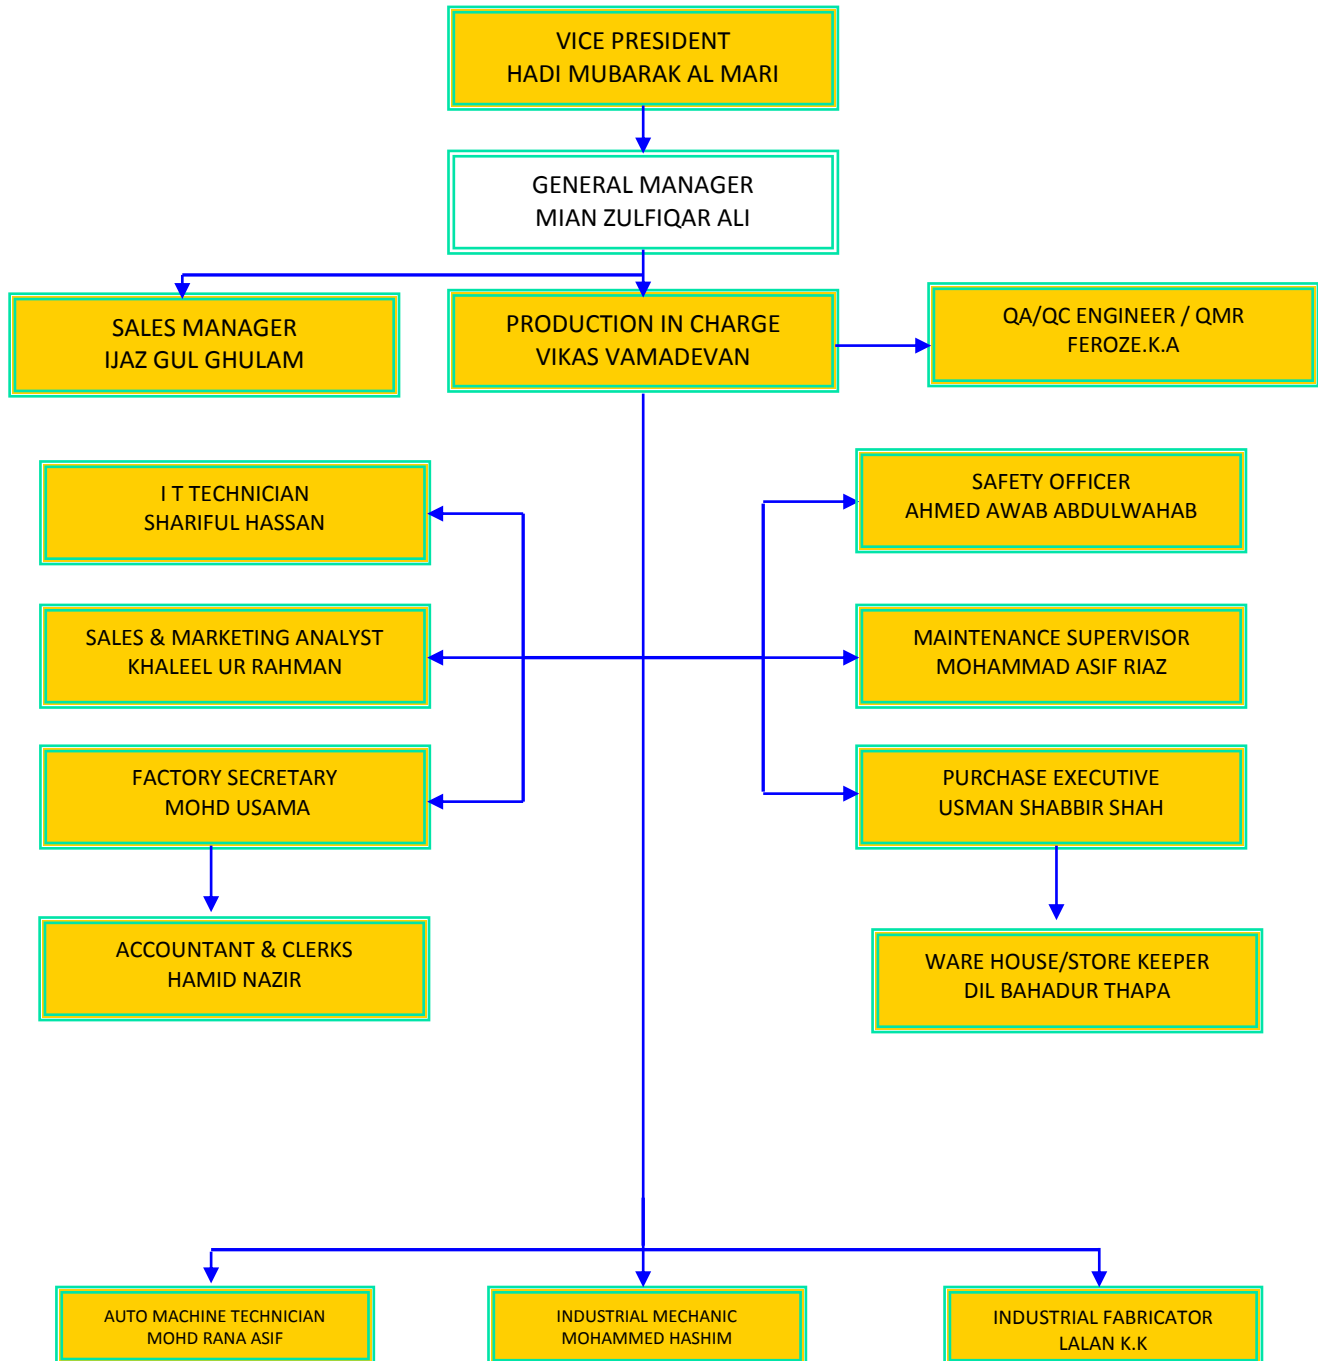 VICE PRESIDENT
HADI MUBARAK AL MARI
GENERAL MANAGER
MIAN ZULFIQAR ALI
SALES MANAGER
IJAZ GUL GHULAM
PRODUCTION IN CHARGE
VIKAS VAMADEVAN
QA/QC ENGINEER / QMR
FEROZE.K.A
I T TECHNICIAN
SHARIFUL HASSAN
SAFETY OFFICER
AHMED AWAB ABDULWAHAB
SALES & MARKETING ANALYST
KHALEEL UR RAHMAN
MAINTENANCE SUPERVISOR
MOHAMMAD ASIF RIAZ
FACTORY SECRETARY
MOHD USAMA
PURCHASE EXECUTIVE
USMAN SHABBIR SHAH
ACCOUNTANT & CLERKS
HAMID NAZIR
WARE HOUSE/STORE KEEPER
DIL BAHADUR THAPA
AUTO MACHINE TECHNICIAN
MOHD RANA ASIF
INDUSTRIAL MECHANIC
MOHAMMED HASHIM
INDUSTRIAL FABRICATOR
LALAN K.K